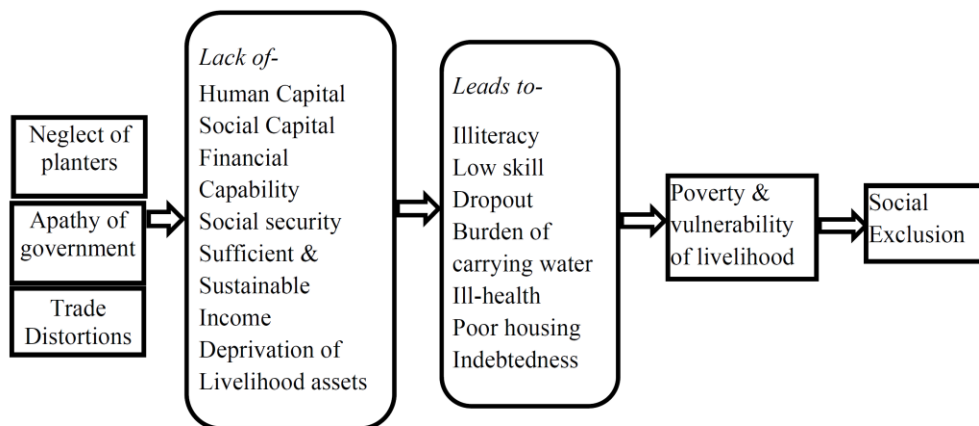 Neglect of
planters
Apathy of
government
Trade
Distortions
Lack of-
Human Capital
Social Capital
Financial
Capability
Social security
Sufficient &
Sustainable
Income
Deprivation of
Livelihood assets
Leads to-
Illiteracy
Low skill
Dropout
Burden of
carrying water
Ill-health
Poor housing
Indebtedness
Poverty &
vulnerability
of livelihood
Social
Exclusion